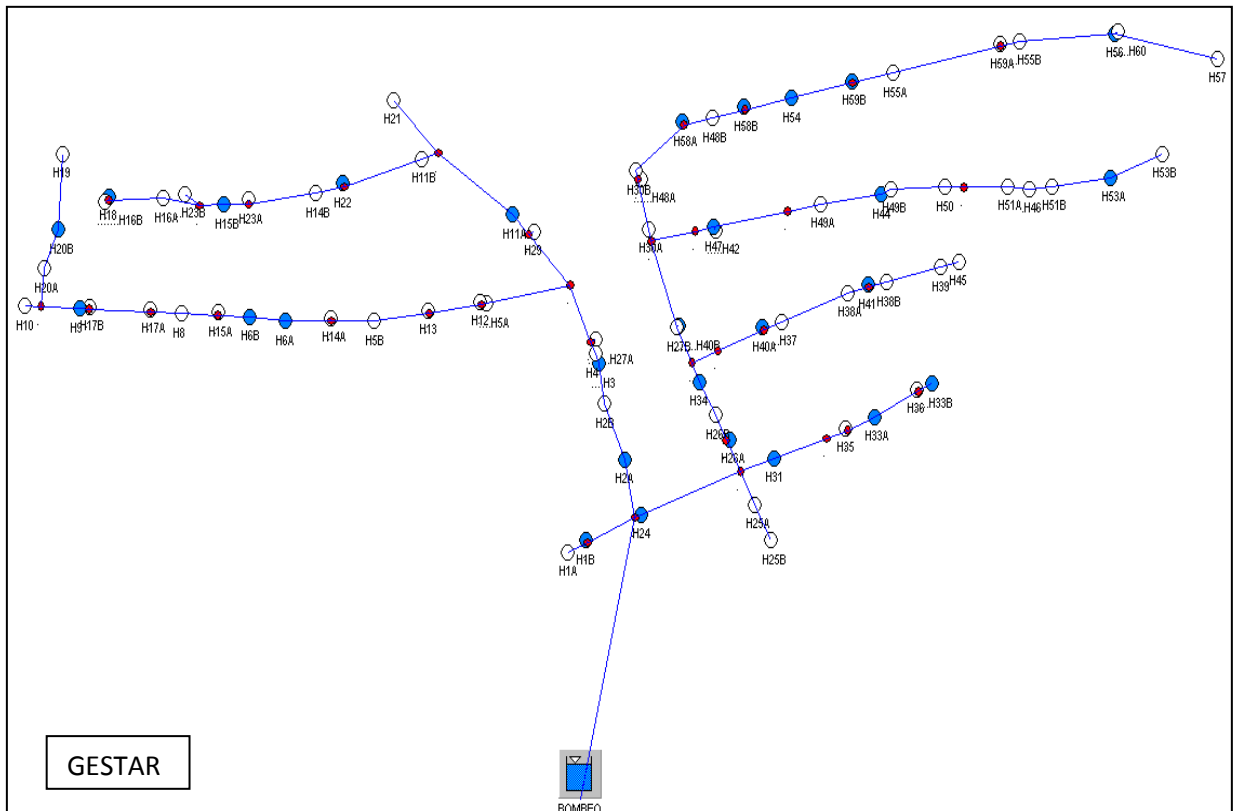 H56...H60
H59A...H55B
H57
H59B
H55A
H54
H58B
H48B
H58A
H21
H19
H11B
H22
H14B
H23A
H15B
H23B
H16A
H18
........H16B
H30B
.......H48A
H53B
H53A
H51B
H46
H51A
H50
H49B
H44
H49A
H47
......H42
H30A
H11A
H29
H20B
H20A
H10
H9
H17B
H17A
H8
H15A
H6B
H6A
H14A
H5B
H13
H12
..H5A
H45
H39
H38B
H41
H38A
H37
H40A
H27B
..H40B
H4
..H27A
....H3
H34
H2B
H26B
H26A
H36
..H33B
H33A
H35
H31
H2A
H25A
H25B
H24
H1B
H1A
GESTAR
BOMBEO